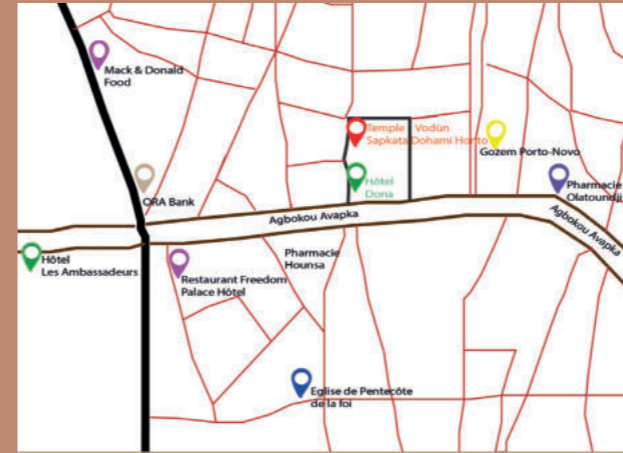 Mack & Donald
Food
Temple Vodùn
Sapkata Dohami Honto
Gozem Porto-Novo
Hôtel
Dona
Pharmacie
Olatoundji
ORA Bank
Agbokou Avapka
Agbokou Avapka
Hôtel
Les Ambassadeurs
Pharmacie
Hounsa
Restaurant Freedom
Palace Hôtel
Eglise de Pentecôte
de la foi